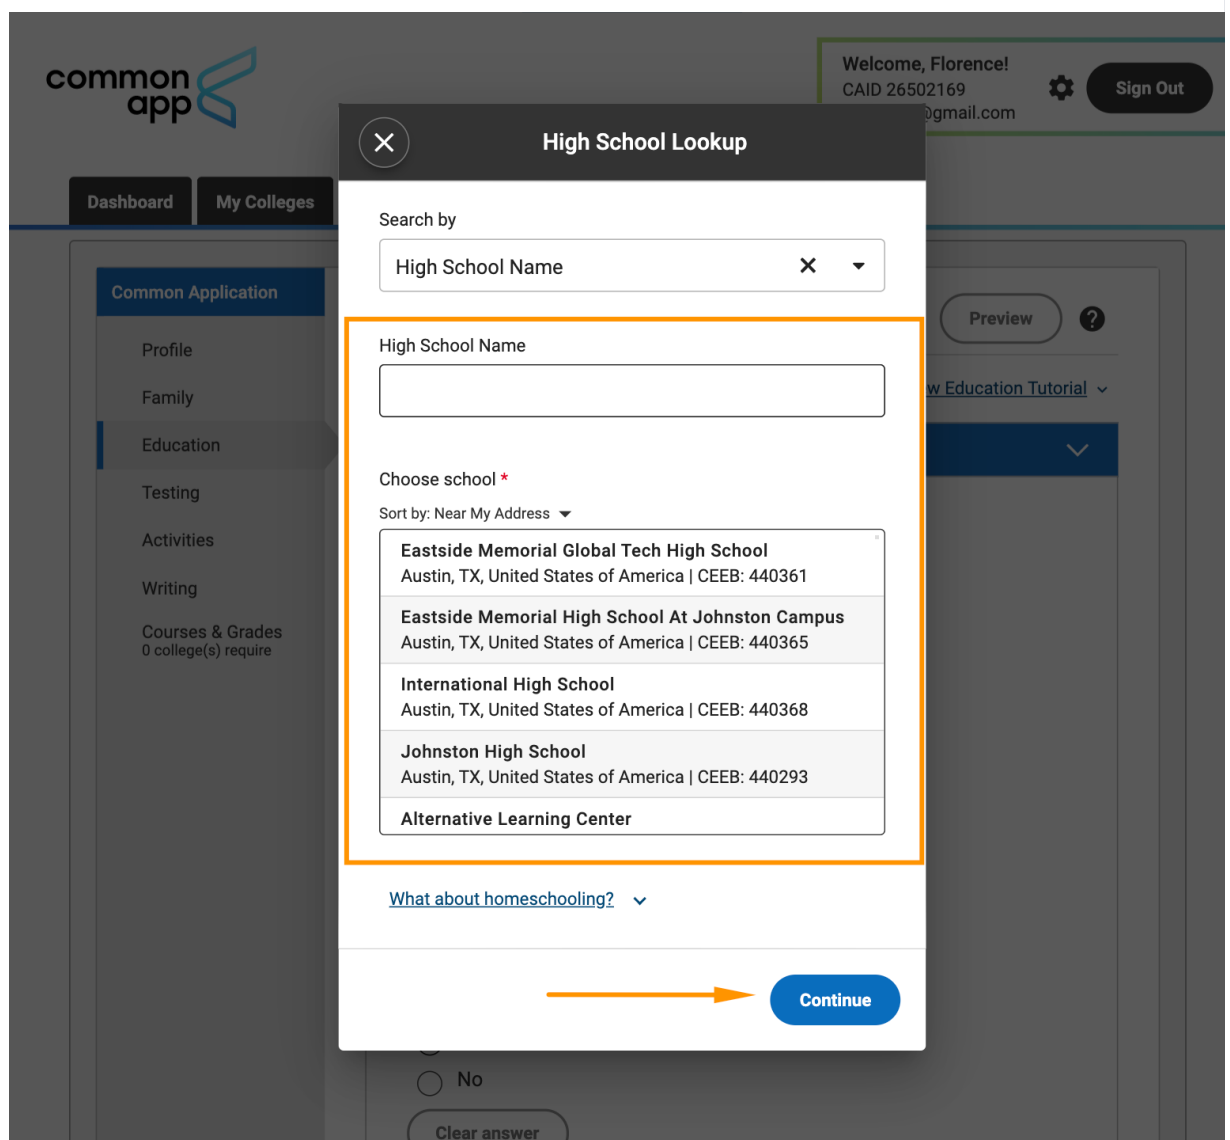 common
app
Welcome, Florence!
CAID 26502169
@gmail.com
Sign Out
Dashboard
My Colleges
High School Lookup
Search by
High School Name
Common Application
Profile
Family
Education
Testing
Activities
Writing
Courses & Grades
0 college(s) require
Preview
?
Education Tutorial
High School Name
Choose school *
Sort by: Near My Address
Eastside Memorial Global Tech High School
Austin, TX, United States of America | CEEB: 440361
Eastside Memorial High School At Johnston Campus
Austin, TX, United States of America | CEEB: 440365
International High School
Austin, TX, United States of America | CEEB: 440368
Johnston High School
Austin, TX, United States of America | CEEB: 440293
Alternative Learning Center
What about homeschooling?
Continue
No
Clear answer